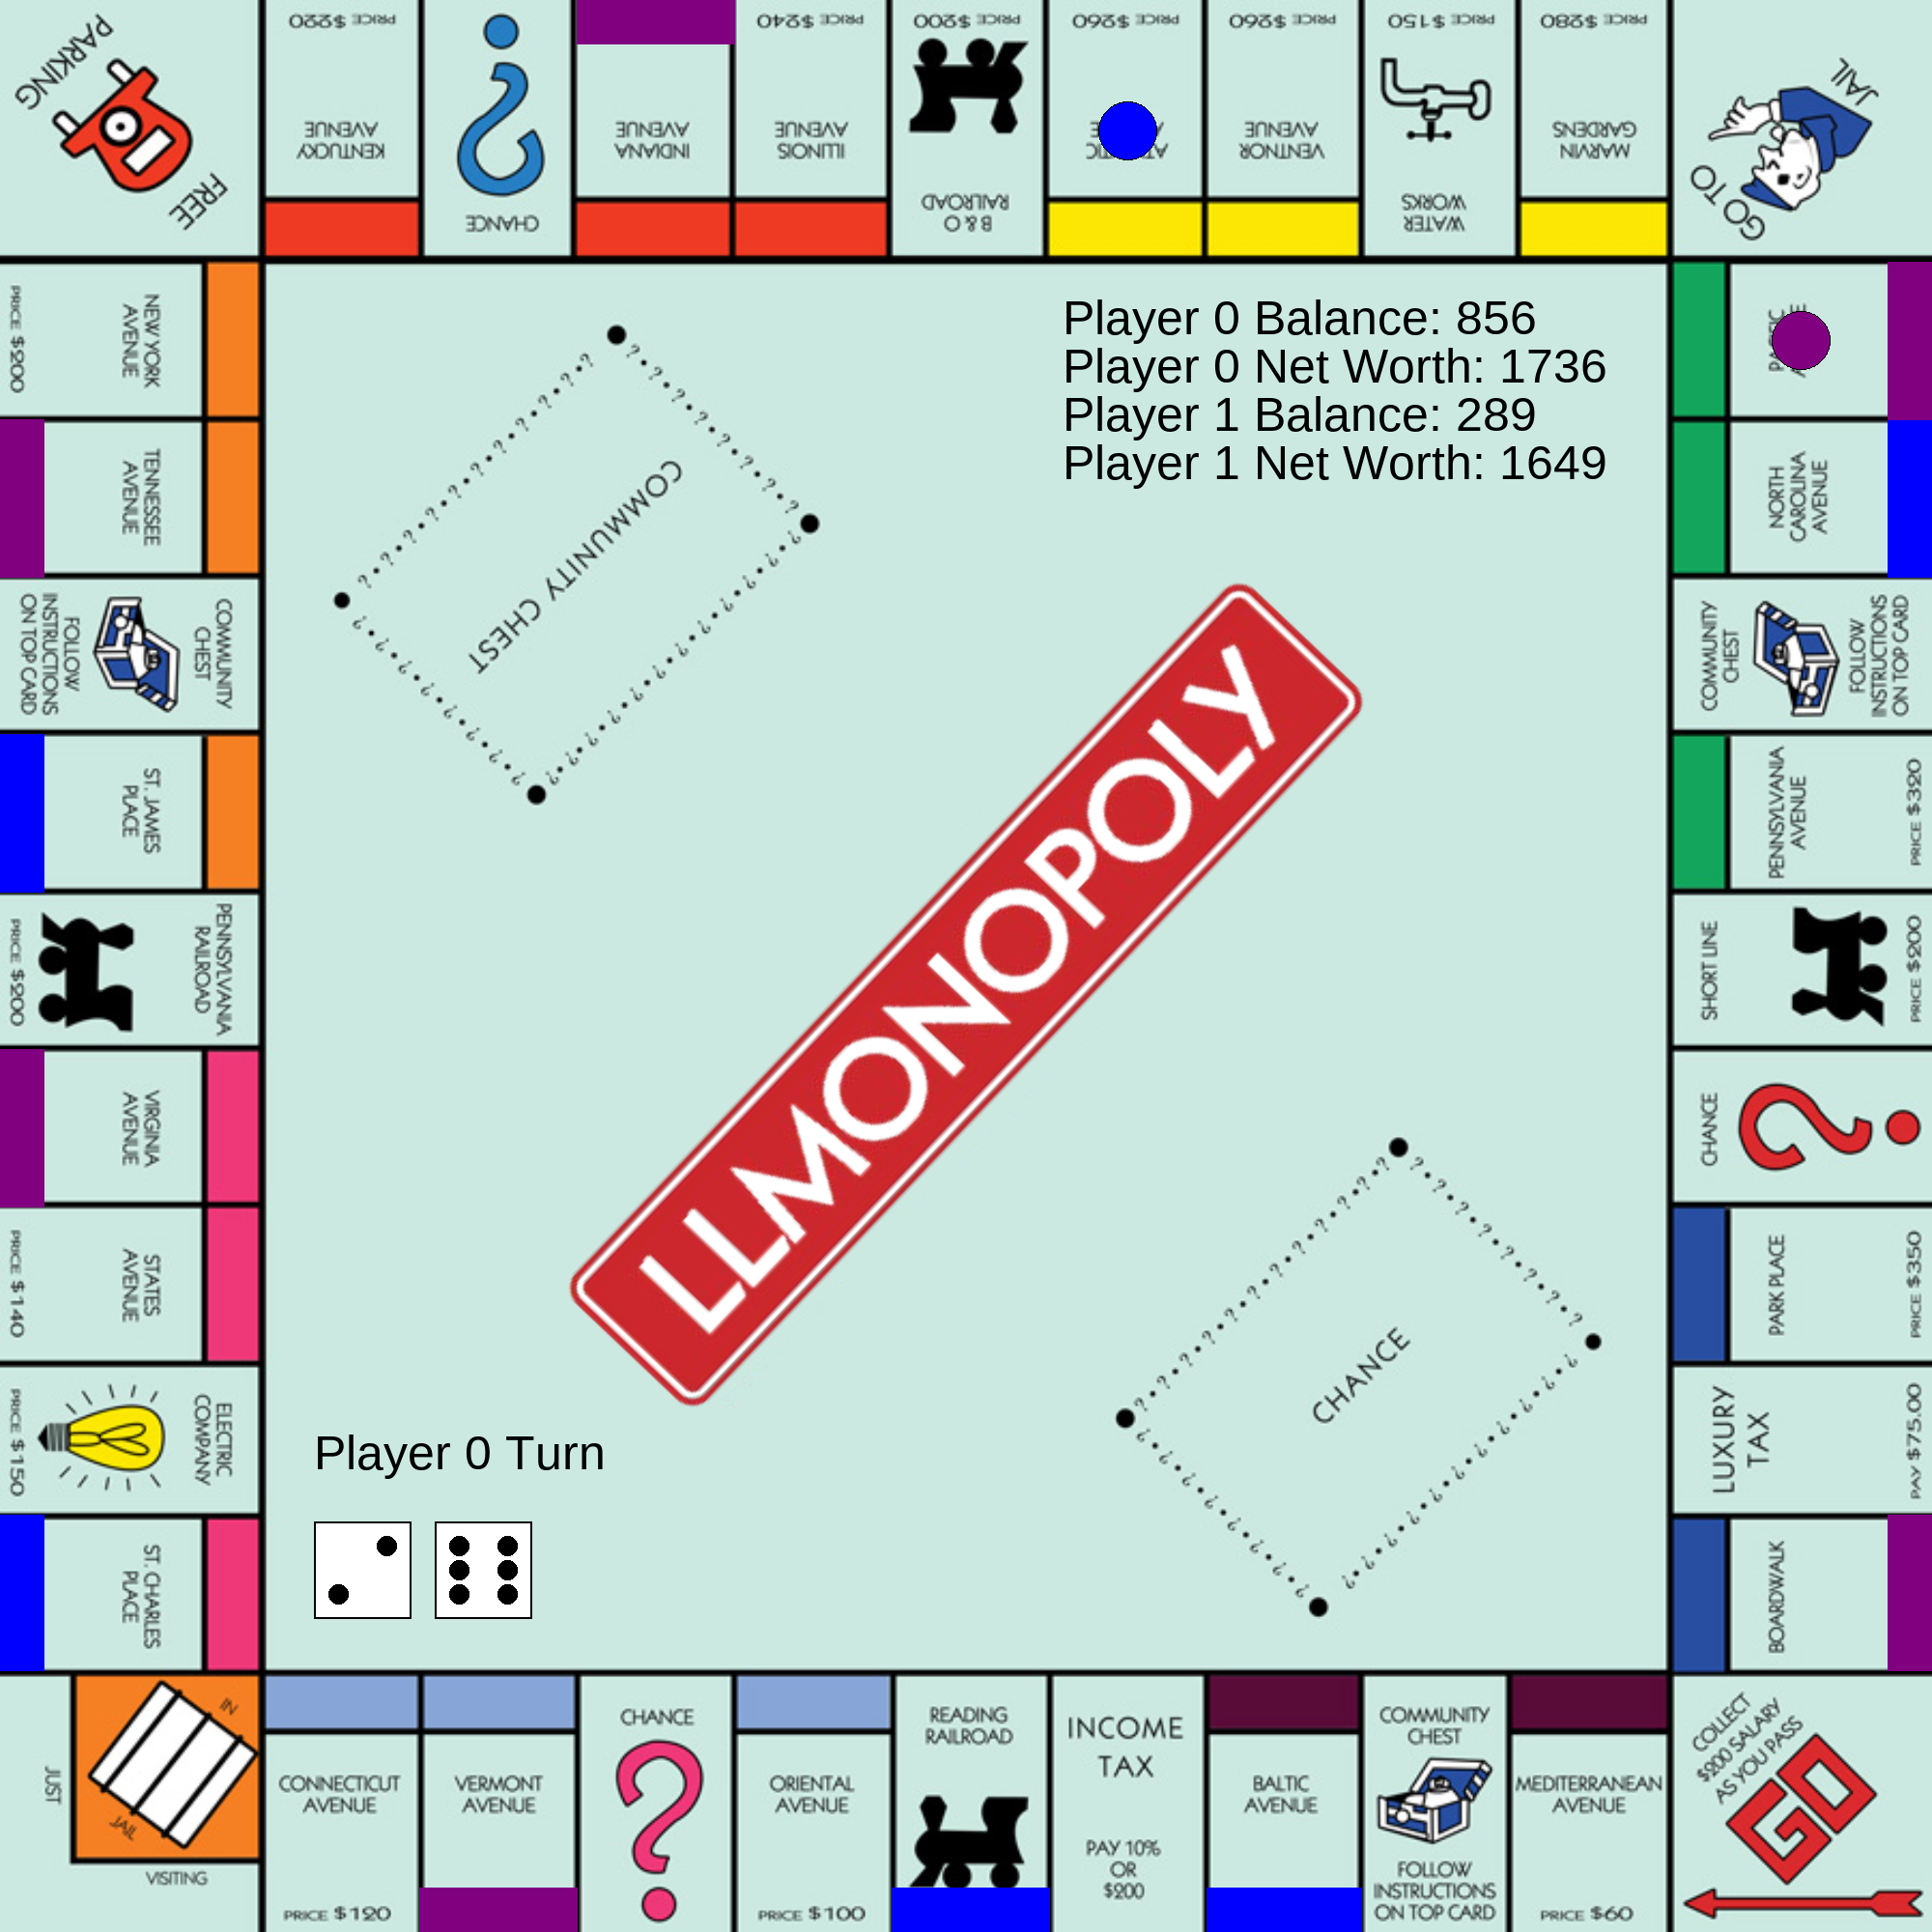 FREE
PARKING
KENTUCKY
AVENUE
PRICE $220
CHANCE
INDIANA
AVENUE
ILLINOIS
AVENUE
PRICE $240
B & O
RAILROAD
PRICE $200
PRICE $260
VENTNOR
AVENUE
PRICE $260
WATER
WORKS
PRICE $150
MARVIN
GARDENS
PRICE $280
GO TO
JAIL
NEW YORK
AVENUE
PRICE $200
TENNESSEE
AVENUE
COMMUNITY
CHEST
FOLLOW
INSTRUCTIONS
ON TOP CARD
ST. JAMES
PLACE
PENNSYLVANIA
RAILROAD
PRICE $200
VIRGINIA
AVENUE
STATES
AVENUE
PRICE $140
ELECTRIC
COMPANY
PRICE $150
ST. CHARLES
PLACE
Player 0 Balance: 856
Player 0 Net Worth: 1736
Player 1 Balance: 289
Player 1 Net Worth: 1649
COMMUNITY CHEST
LLMONOPOLY
CHANCE
Player 0 Turn
NORTH
CAROLINA
AVENUE
COMMUNITY
CHEST
FOLLOW
INSTRUCTIONS
ON TOP CARD
PENNSYLVANIA
AVENUE
PRICE $320
SHORT LINE
PRICE $200
CHANCE
PARK PLACE
PRICE $350
LUXURY
TAX
PAY $75.00
BOARDWALK
JUST
VISITING
IN
JAIL
CONNECTICUT
AVENUE
PRICE $120
VERMONT
AVENUE
CHANCE
ORIENTAL
AVENUE
PRICE $100
READING
RAILROAD
INCOME
TAX
PAY 10%
OR
$200
BALTIC
AVENUE
COMMUNITY
CHEST
FOLLOW
INSTRUCTIONS
ON TOP CARD
MEDITERRANEAN
AVENUE
PRICE $60
COLLECT
$200 SALARY
AS YOU PASS
GO